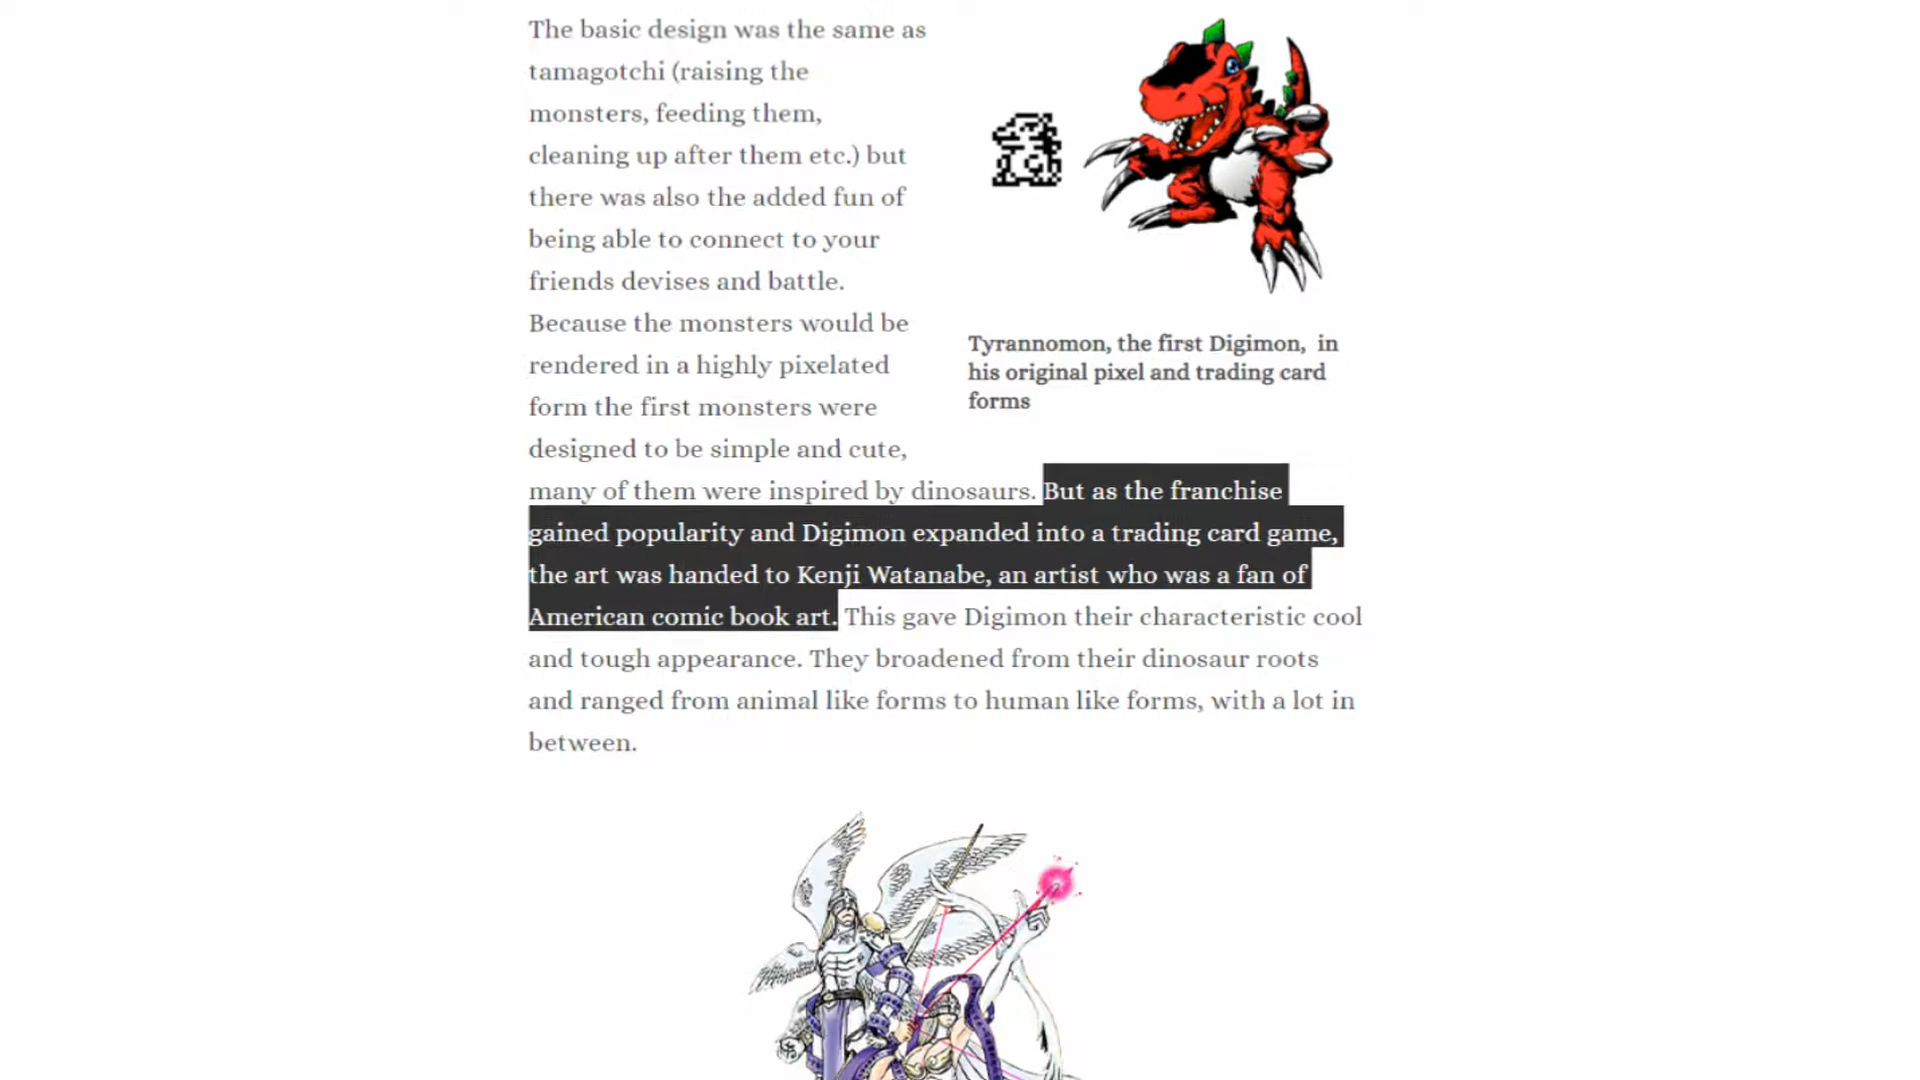 The basic design was the same as
tamagotchi (raising the
monsters, feeding them,
cleaning up after them etc.) but
there was also the added fun of
being able to connect to your
friends devises and battle.
Because the monsters would be
rendered in a highly pixelated
form the first monsters were
designed to be simple and cute,
many of them were inspired by dinosaurs. But as the franchise
gained popularity and Digimon expanded into a trading card game,
the art was handed to Kenji Watanabe, an artist who was a fan of
American comic book art. This gave Digimon their characteristic cool
and tough appearance. They broadened from their dinosaur roots
and ranged from animal like forms to human like forms, with a lot in
between.
Tyrannomon, the first Digimon, in
his original pixel and trading card
forms